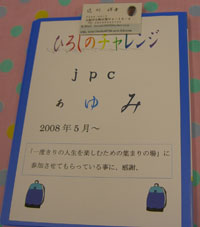 ひろしのチャレンジ
jpc
あゆみ
2008年5月~
「一度きりの人生を楽しむための集まりの場」に
参加させてもらっている事に、感謝。